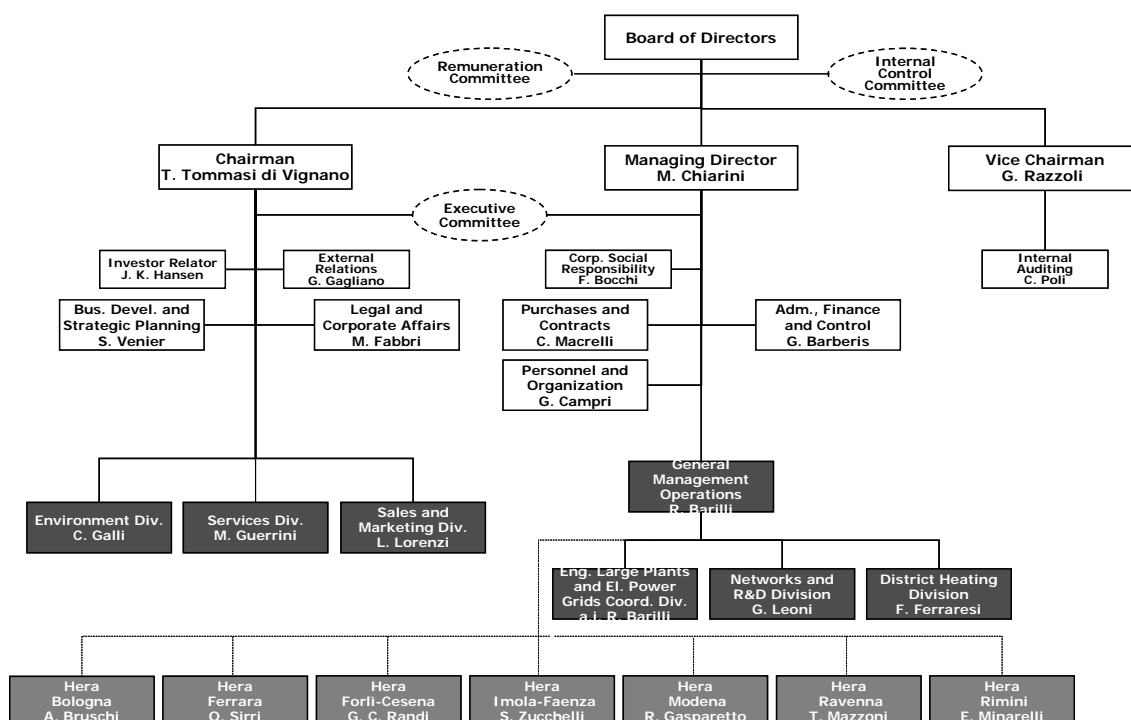 Board of Directors
Remuneration
Committee
Internal
Control
Committee
Chairman
T. Tommasi di Vignano
Managing Director
M. Chiarini
Vice Chairman
G. Razzoli
Executive
Committee
Investor Relator
J. K. Hansen
External
Relations
G. Gagliano
Corp. Social
Responsibility
F. Bocchi
Internal
Auditing
C. Poli
Bus. Devel. and
Strategic Planning
S. Venier
Legal and
Corporate Affairs
M. Fabbri
Purchases and
Contracts
C. Macrelli
Adm., Finance
and Control
G. Barberis
Personnel and
Organization
G. Campri
General
Management
Operations
R. Barilli
Environment Div.
C. Galli
Services Div.
M. Guerrini
Sales and
Marketing Div.
L. Lorenzi
Eng. Large Plants
and El. Power
Grids Coord. Div.
a.i. R. Barilli
Networks and
R&D Division
G. Leoni
District Heating
Division
F. Ferraresi
Hera
Bologna
A. Bruschi
Hera
Ferrara
O. Sirri
Hera
Forlì-Cesena
G. C. Randi
Hera
Imola-Faenza
S. Zucchelli
Hera
Modena
R. Gasparetto
Hera
Ravenna
T. Mazzoni
Hera
Rimini
E. Minarelli